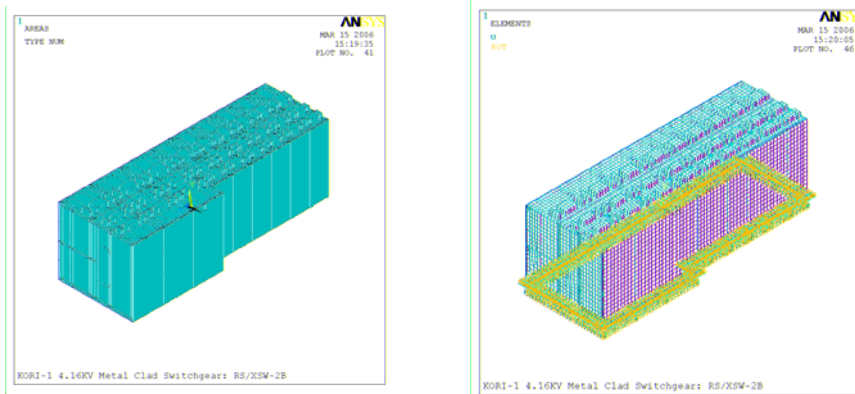 1
AREAS
TYPE NUM
ANSYS
MAR 15 2006
15:19:35
PLOT NO. 41
KORI-1 4.16KV Metal Clad Switchgear: RS/XSW-2B
1
ELEMENTS
U
ROT
ANSYS
MAR 15 2006
15:20:05
PLOT NO. 46
KORI-1 4.16KV Metal Clad Switchgear: RS/XSW-2B